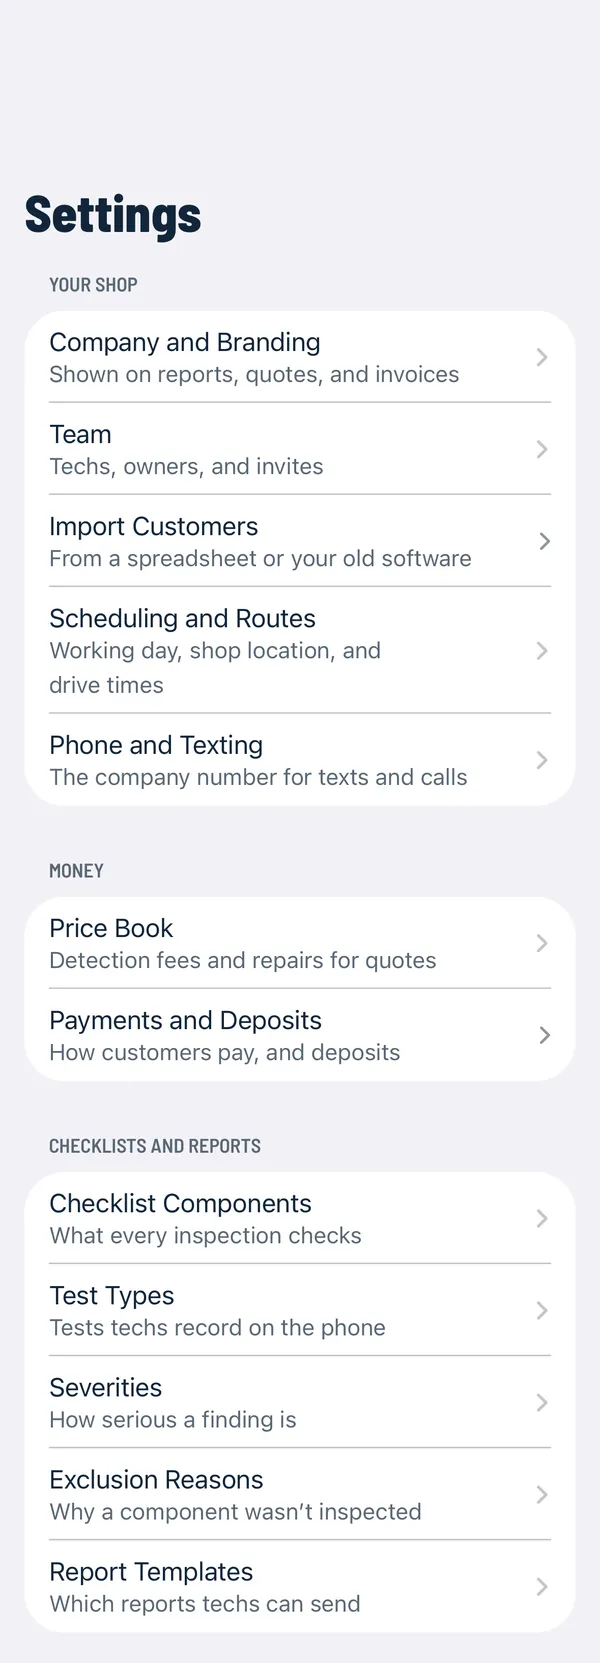 Settings
YOUR SHOP
Company and Branding
Shown on reports, quotes, and invoices
Team
Techs, owners, and invites
Import Customers
From a spreadsheet or your old software
Scheduling and Routes
Working day, shop location, and
drive times
Phone and Texting
The company number for texts and calls
MONEY
Price Book
Detection fees and repairs for quotes
Payments and Deposits
How customers pay, and deposits
CHECKLISTS AND REPORTS
Checklist Components
What every inspection checks
Test Types
Tests techs record on the phone
Severities
How serious a finding is
Exclusion Reasons
Why a component wasn’t inspected
Report Templates
Which reports techs can send